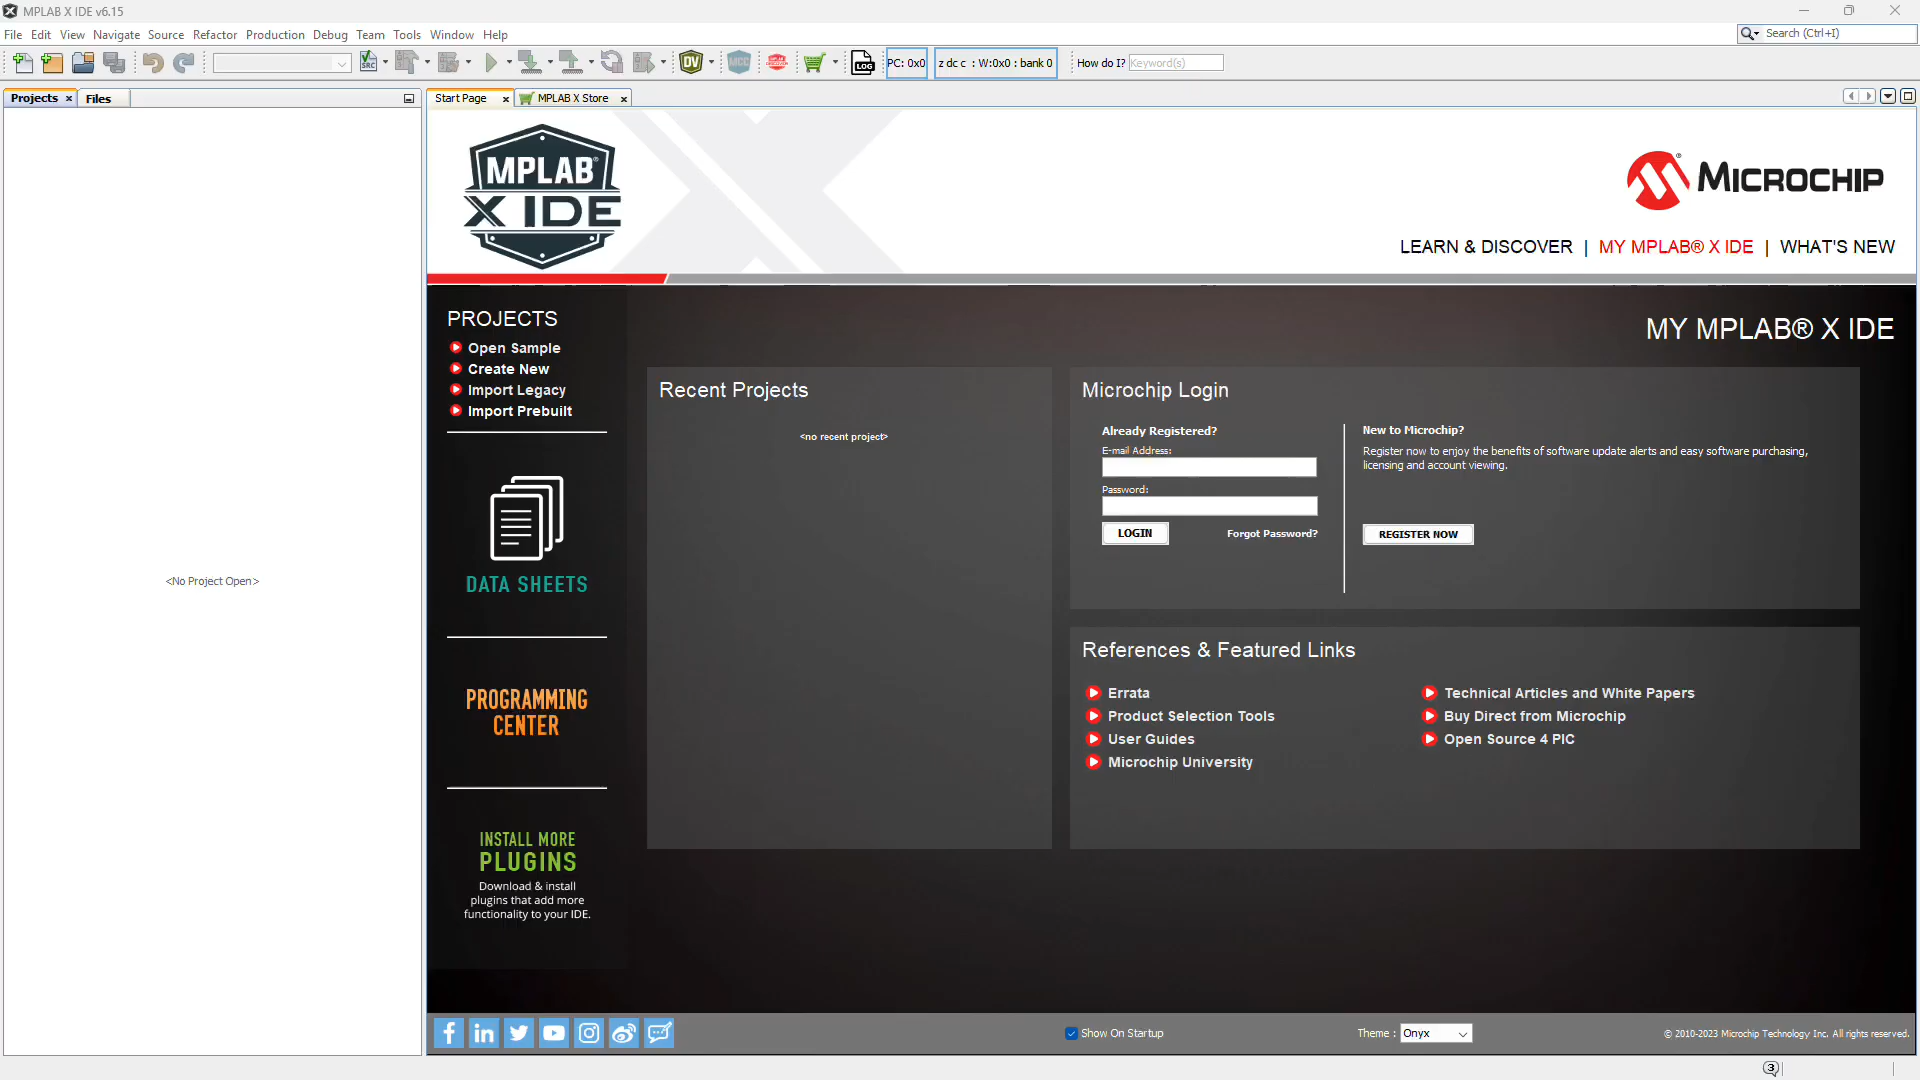 MPLAB X IDE v6.15
File Edit View Navigate Source Refactor Production Debug Team Tools Window Help
Search (Ctrl+I)
SRC
DV
MCC
LOG
PC: 0x0
z dc c : W:0x0 : bank 0
How do I? Keyword(s)
Projects
Files
Start Page
MPLAB X Store
<No Project Open>
MPLAB®
X IDE
MICROCHIP
LEARN & DISCOVER | MY MPLAB® X IDE | WHAT'S NEW
MY MPLAB® X IDE
PROJECTS
Open Sample
Create New
Import Legacy
Import Prebuilt
DATA SHEETS
PROGRAMMING
CENTER
INSTALL MORE
PLUGINS
Download & install
plugins that add more
functionality to your IDE.
Recent Projects
<no recent project>
Microchip Login
Already Registered?
E-mail Address:
Password:
LOGIN
Forgot Password?
New to Microchip?
Register now to enjoy the benefits of software update alerts and easy software purchasing,
licensing and account viewing.
REGISTER NOW
References & Featured Links
Errata
Product Selection Tools
User Guides
Microchip University
Technical Articles and White Papers
Buy Direct from Microchip
Open Source 4 PIC
Show On Startup
Theme : Onyx
© 2010-2023 Microchip Technology Inc. All rights reserved.
3